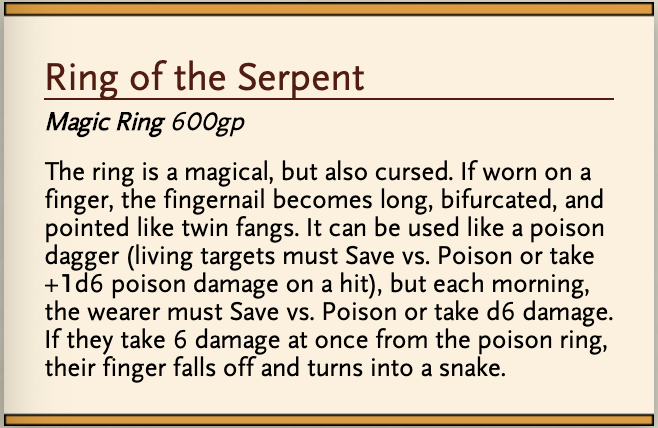 Ring of the Serpent
Magic Ring 600gp
The ring is a magical, but also cursed. If worn on a
finger, the fingernail becomes long, bifurcated, and
pointed like twin fangs. It can be used like a poison
dagger (living targets must Save vs. Poison or take
+1d6 poison damage on a hit), but each morning,
the wearer must Save vs. Poison or take d6 damage.
If they take 6 damage at once from the poison ring,
their finger falls off and turns into a snake.